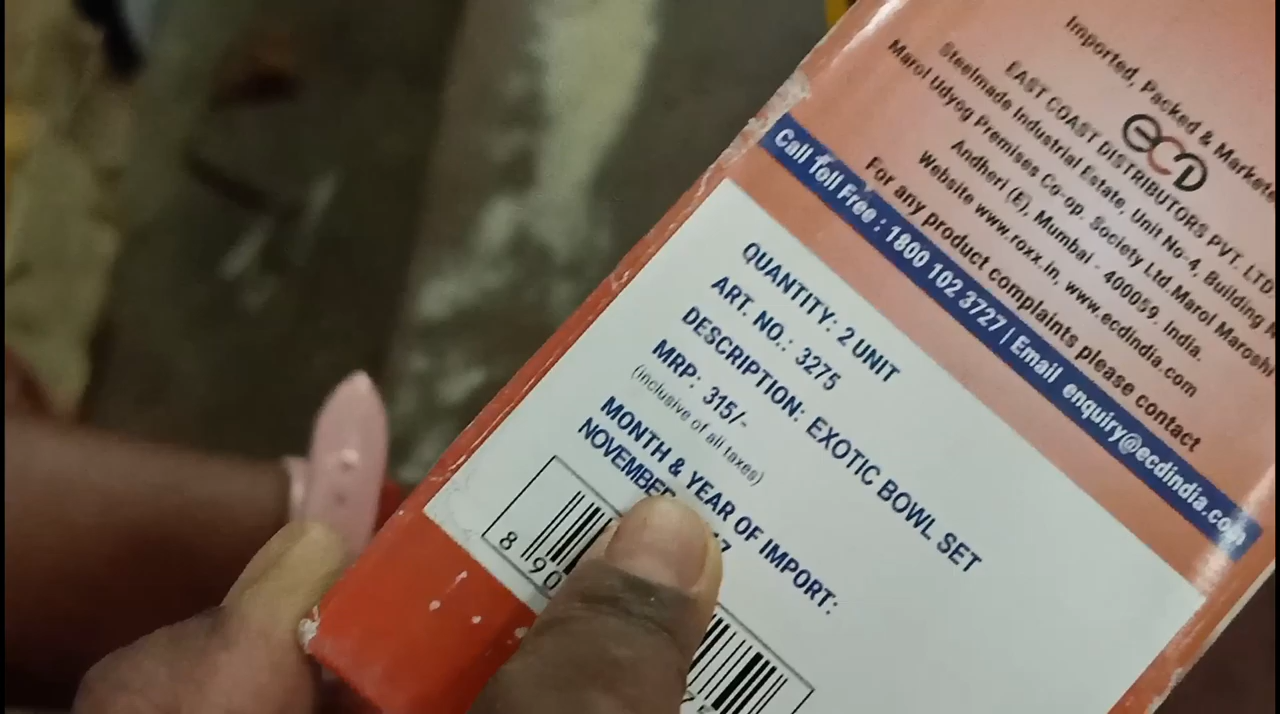 Imported, Packed &
ecd
EAST COAST DISTRIBUTORS PVT. LTD.
Steelmade Industrial Estate, Unit No-4, Building
Marol Udyog Premises Co-op. Society Ltd. Marol
Andheri (E), Mumbai - 400059. India.
Website www.roxx.in, www.ecdindia.com
For any product complaints please contact
Call Toll Free : 1800 102 3727 | Email enquiry@ecdindia.com
QUANTITY: 2 UNIT
ART. NO.: 3275
DESCRIPTION: EXOTIC BOWL SET
MRP: 315/-
(inclusive of all taxes)
MONTH & YEAR OF IMPORT:
NOVEMBER
8 90